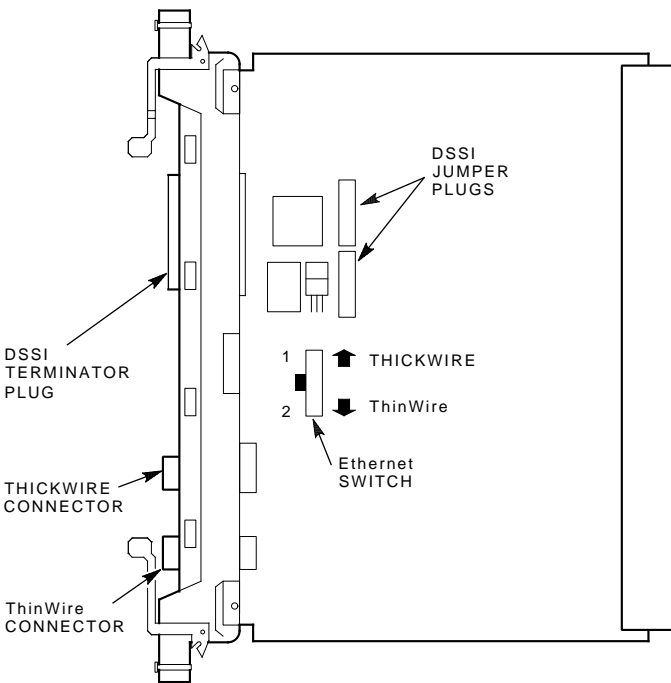 DSSI
JUMPER
PLUGS
DSSI
TERMINATOR
PLUG
1
THICKWIRE
2
ThinWire
Ethernet
SWITCH
THICKWIRE
CONNECTOR
ThinWire
CONNECTOR